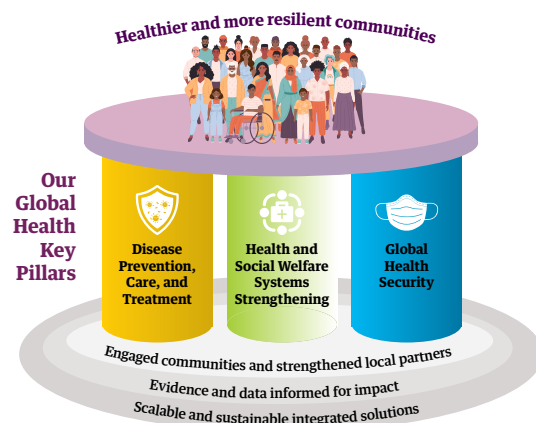 Healthier and more resilient communities
Our
Global
Health
Key
Pillars
Disease
Prevention,
Care, and
Treatment
Health and
Social Welfare
Systems
Strengthening
Global
Health
Security
Engaged communities and strengthened local partners
Evidence and data informed for impact
Scalable and sustainable integrated solutions